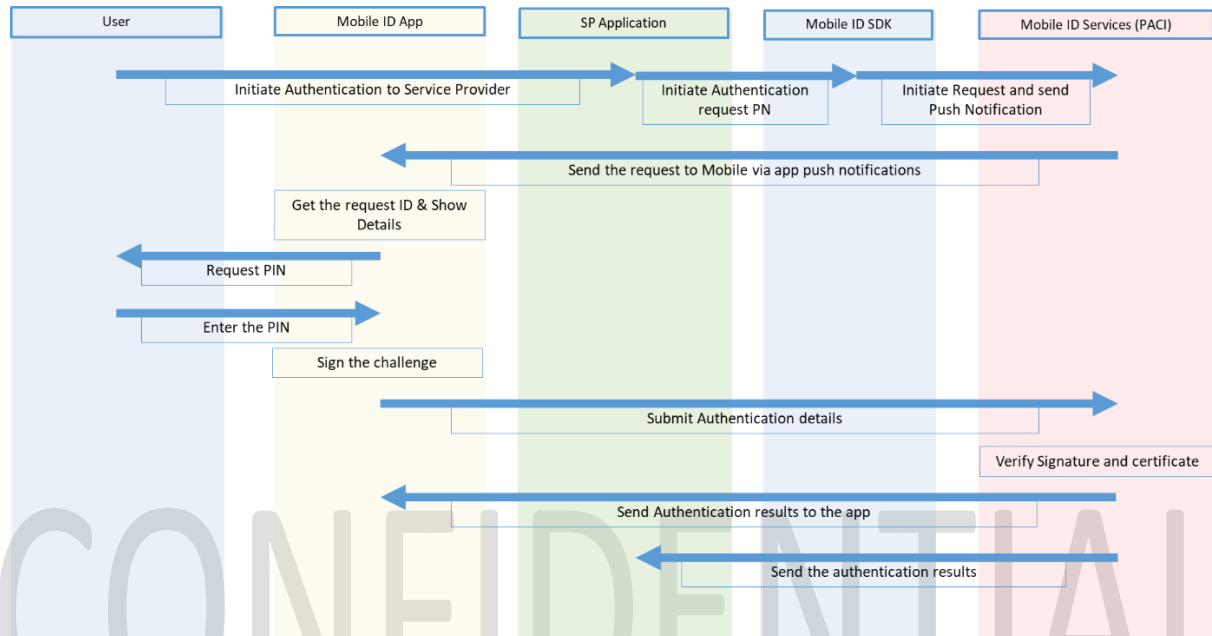 User
Mobile ID App
SP Application
Mobile ID SDK
Mobile ID Services (PACI)
Initiate Authentication to Service Provider
Initiate Authentication
request PN
Initiate Request and send
Push Notification
Send the request to Mobile via app push notifications
Get the request ID & Show
Details
Request PIN
Enter the PIN
Sign the challenge
Submit Authentication details
Verify Signature and certificate
Send Authentication results to the app
Send the authentication results
CONFIDENTIAL